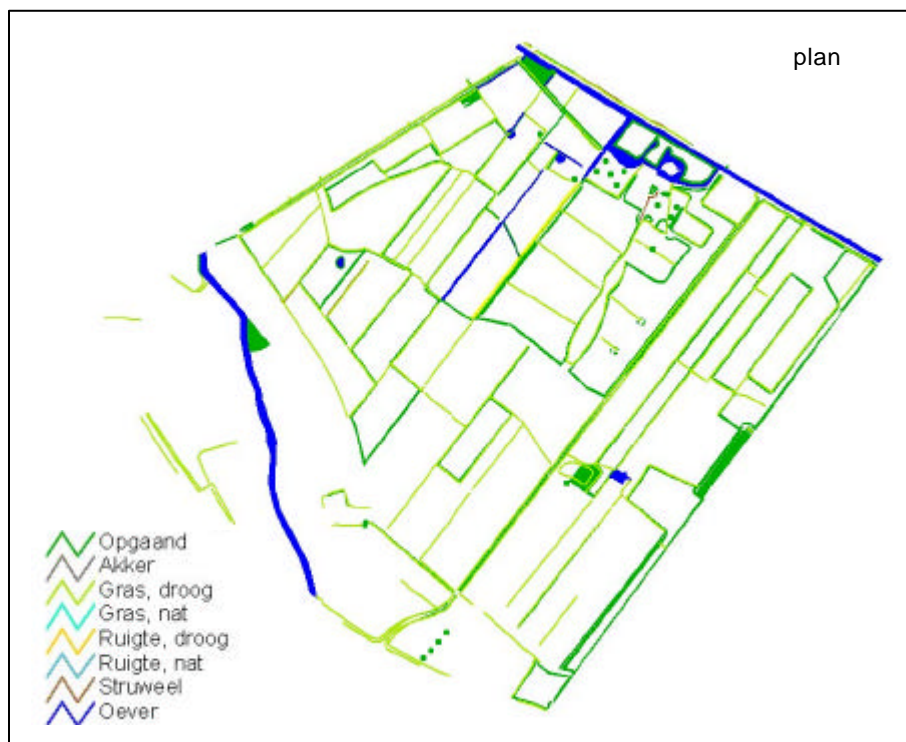 plan
Opgaand
Akker
Gras, droog
Gras, nat
Ruigte, droog
Ruigte, nat
Struweel
Oever